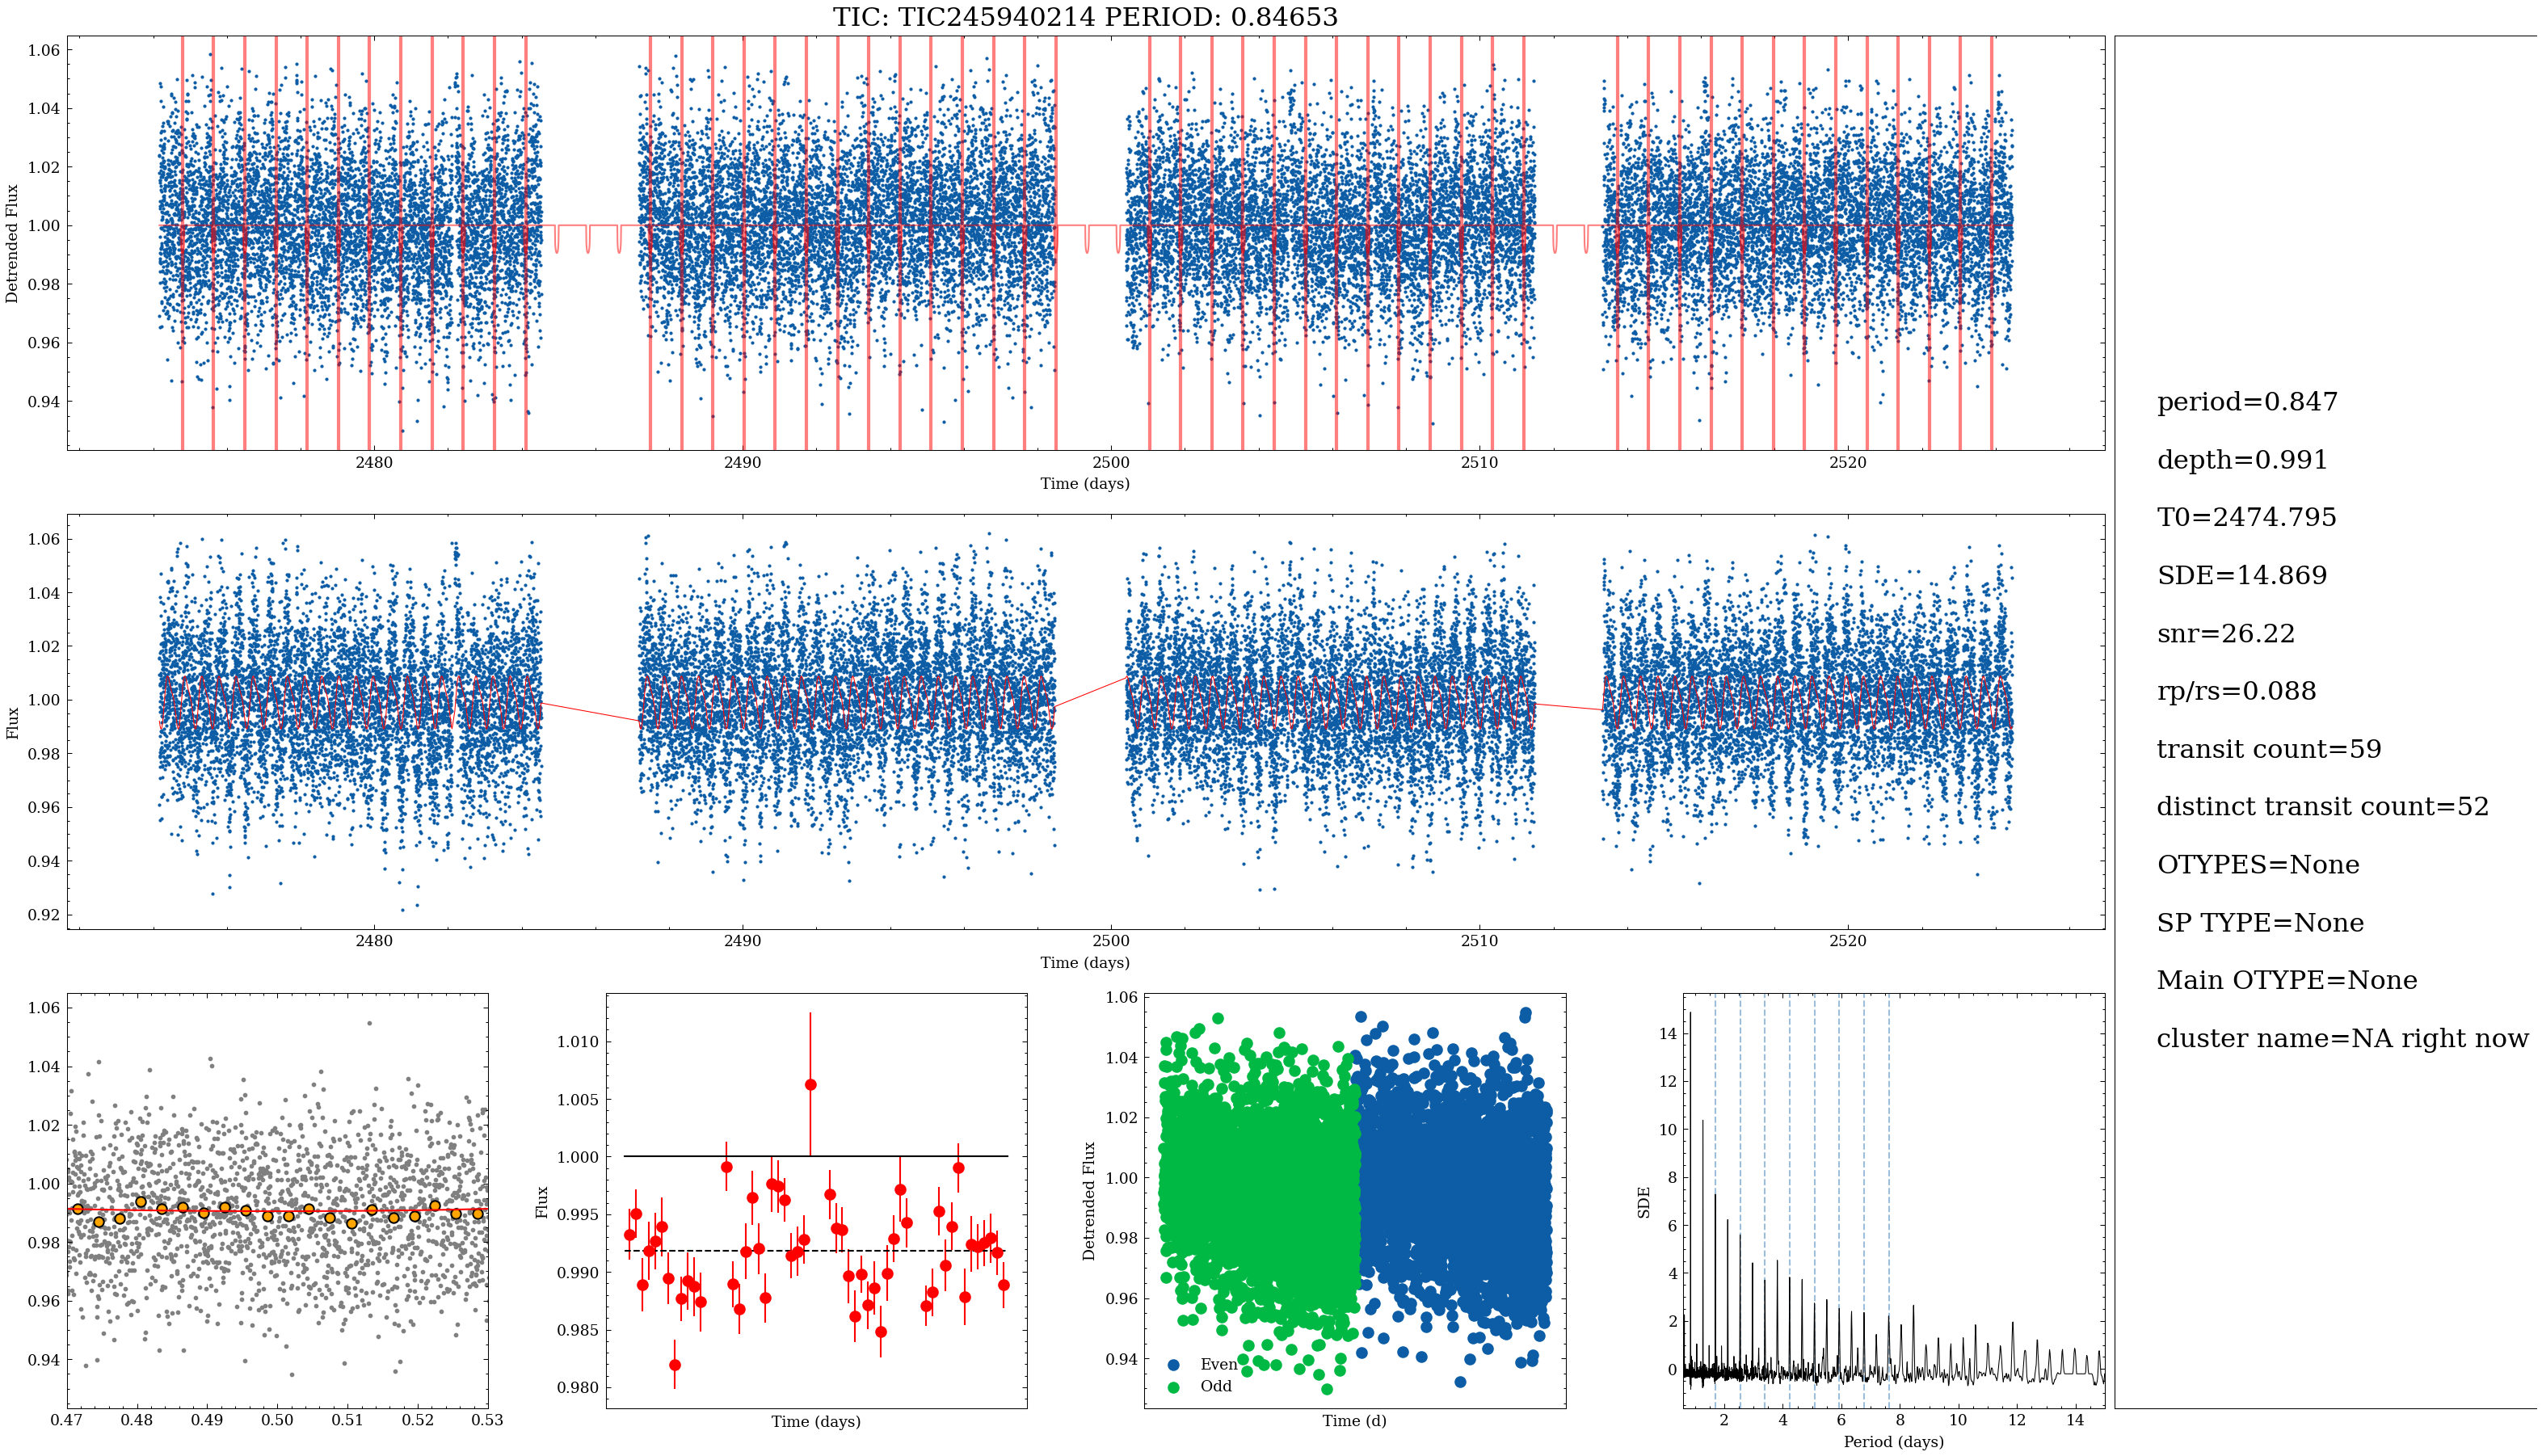 TIC: TIC245940214 PERIOD: 0.84653
1.06
1.04
1.02
1.00
0.98
0.96
0.94
Detrended Flux
2480 2490 2500 2510 2520
Time (days)
1.06
1.04
1.02
1.00
0.98
0.96
0.94
0.92
Flux
2480 2490 2500 2510 2520
Time (days)
1.06
1.04
1.02
1.00
0.98
0.96
0.94
0.47 0.48 0.49 0.50 0.51 0.52 0.53
1.010
1.005
1.000
0.995
0.990
0.985
0.980
Flux
Time (days)
1.06
1.04
1.02
1.00
0.98
0.96
0.94
Detrended Flux
Even
Odd
Time (d)
14
12
10
8
6
4
2
0
SDE
2 4 6 8 10 12 14
Period (days)
period=0.847
depth=0.991
T0=2474.795
SDE=14.869
snr=26.22
rp/rs=0.088
transit count=59
distinct transit count=52
OTYPES=None
SP TYPE=None
Main OTYPE=None
cluster name=NA right now